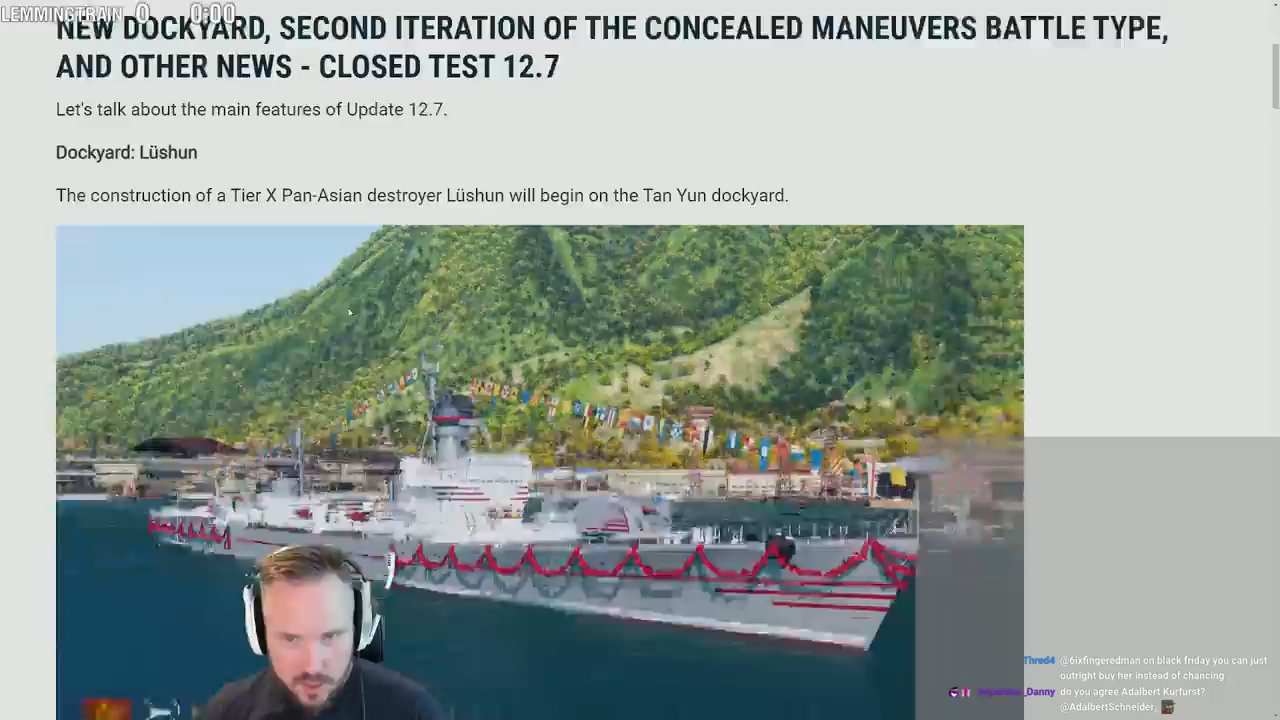 LEMMINGTRAIN 0 0:00
NEW DOCKYARD, SECOND ITERATION OF THE CONCEALED MANEUVERS BATTLE TYPE,
AND OTHER NEWS - CLOSED TEST 12.7
Let's talk about the main features of Update 12.7.
Dockyard: Lüshun
The construction of a Tier X Pan-Asian destroyer Lüshun will begin on the Tan Yun dockyard.
Thred4 @6ixfingeredman on black friday you can just
outright buy her instead of chancing
do you agree Adalbert Kurfurst?
@AdalbertSchneider